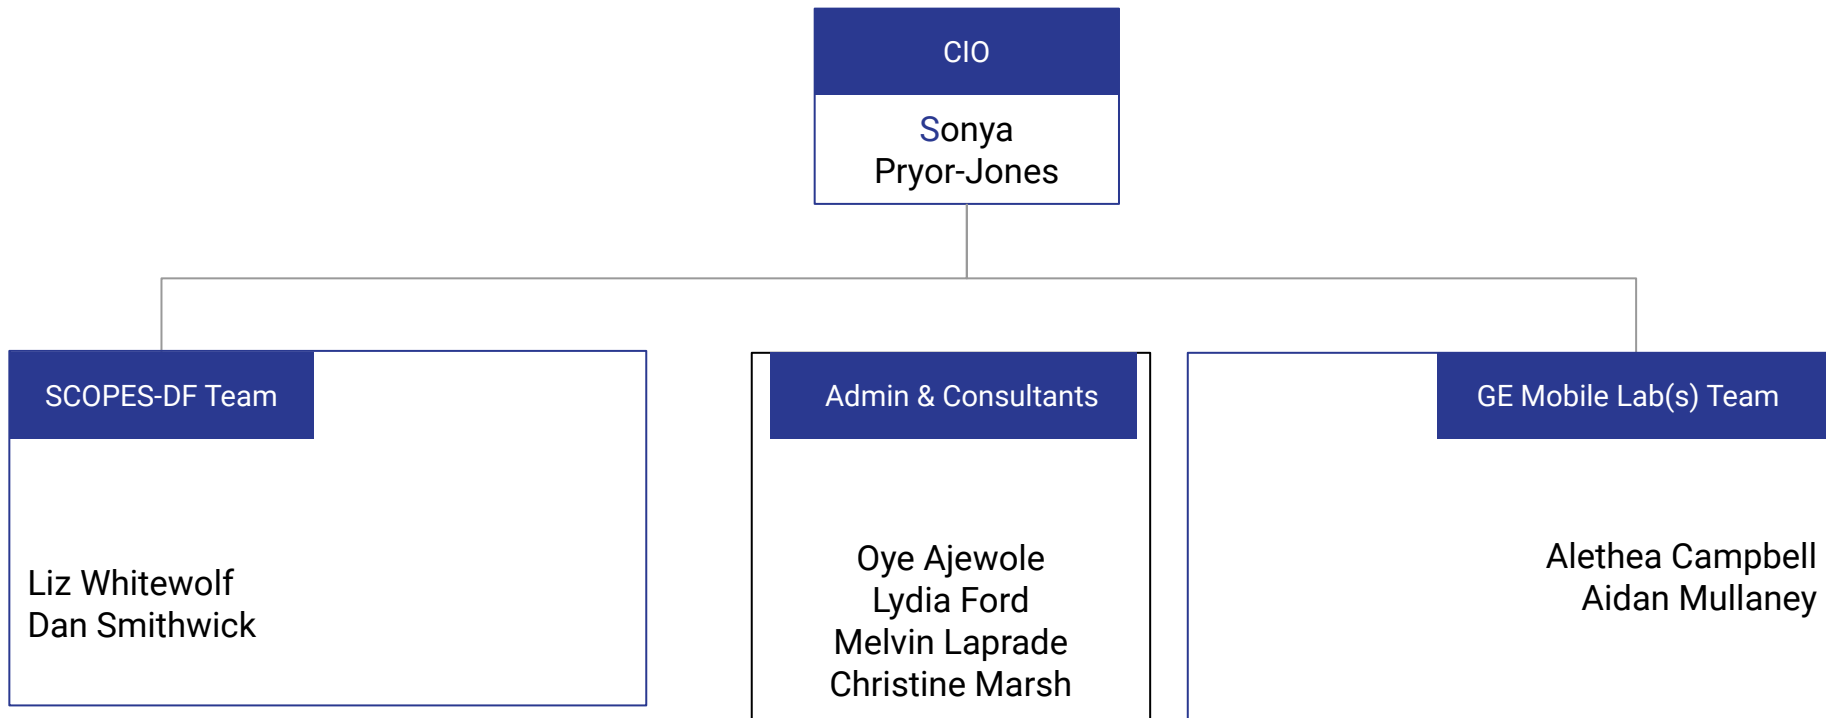 CIO
Sonya
Pryor-Jones
SCOPES-DF Team
Liz Whitewolf
Dan Smithwick
Admin & Consultants
Oye Ajewole
Lydia Ford
Melvin Laprade
Christine Marsh
GE Mobile Lab(s) Team
Alethea Campbell
Aidan Mullaney